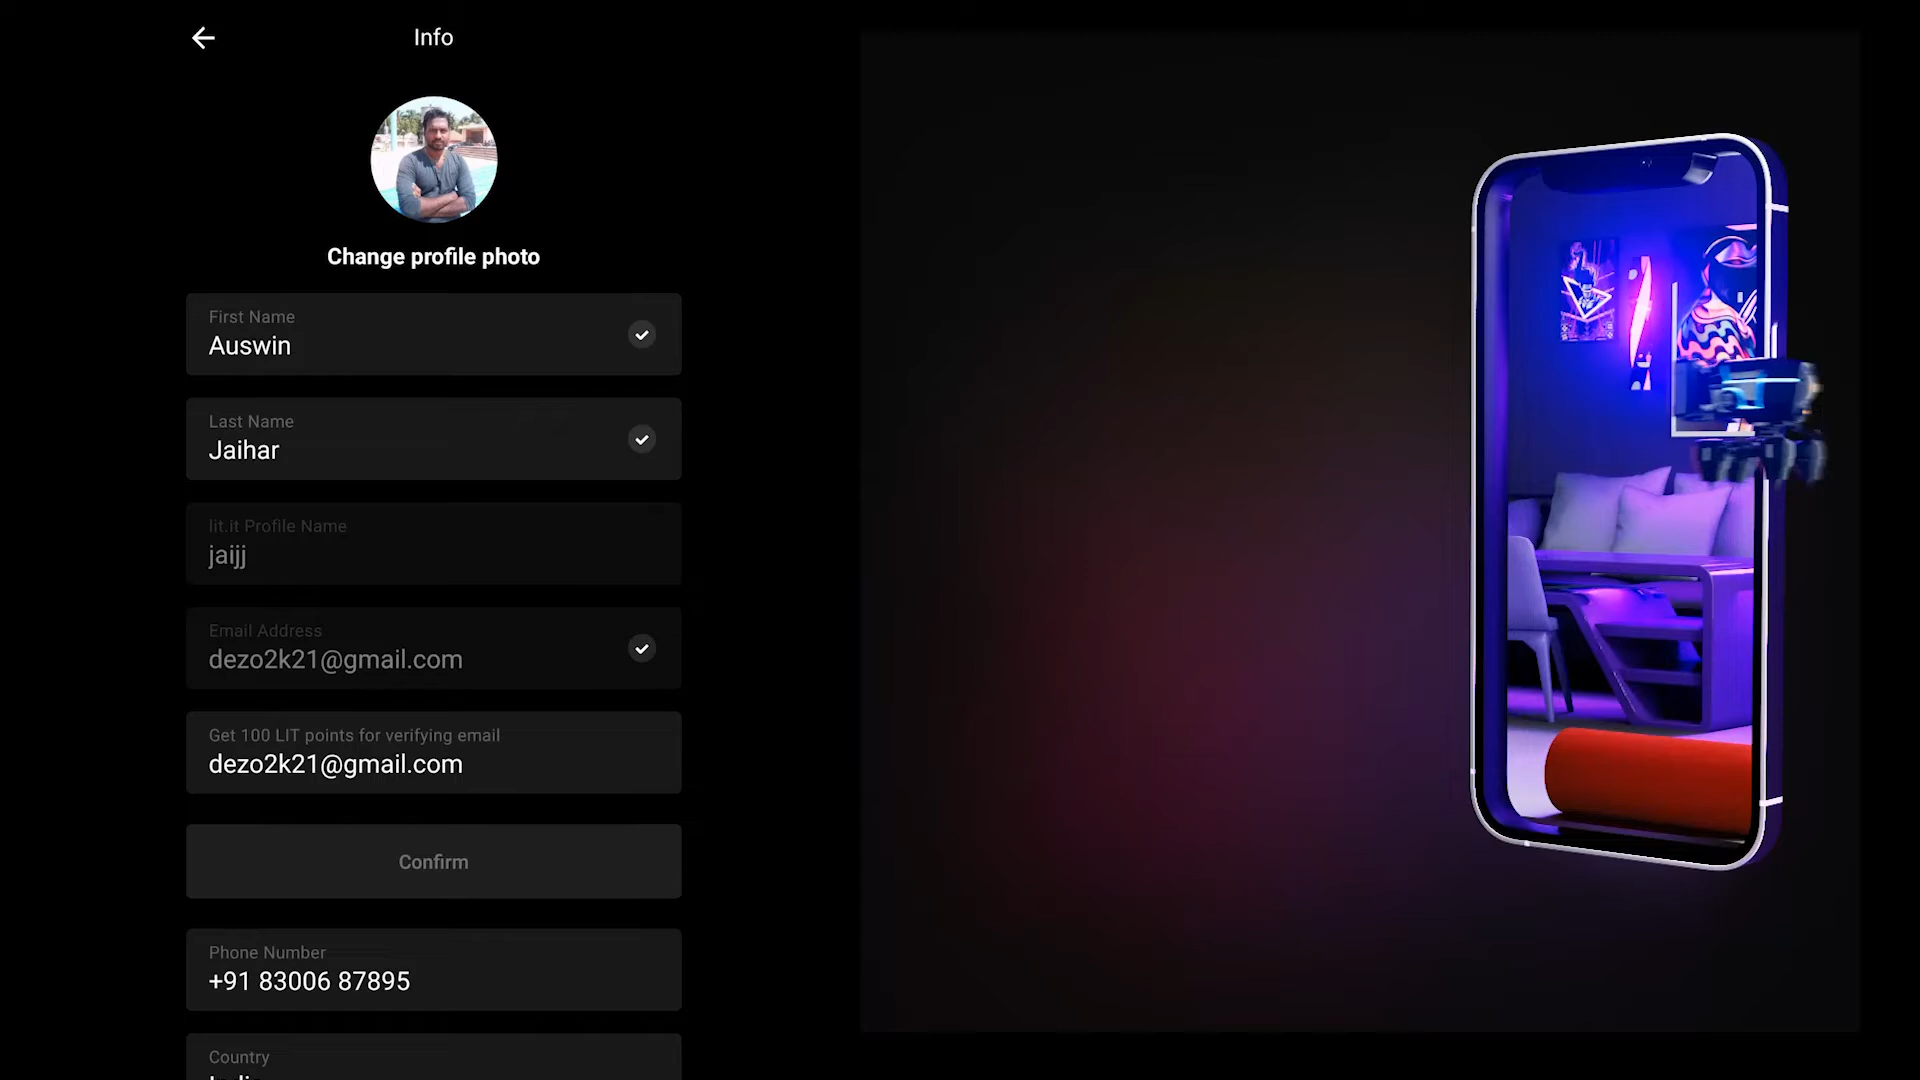 Info
Change profile photo
First Name
Auswin
Last Name
Jaihar
lit.it Profile Name
jaijj
Email Address
dezo2k21@gmail.com
Get 100 LIT points for verifying email
dezo2k21@gmail.com
Confirm
Phone Number
+91 83006 87895
Country